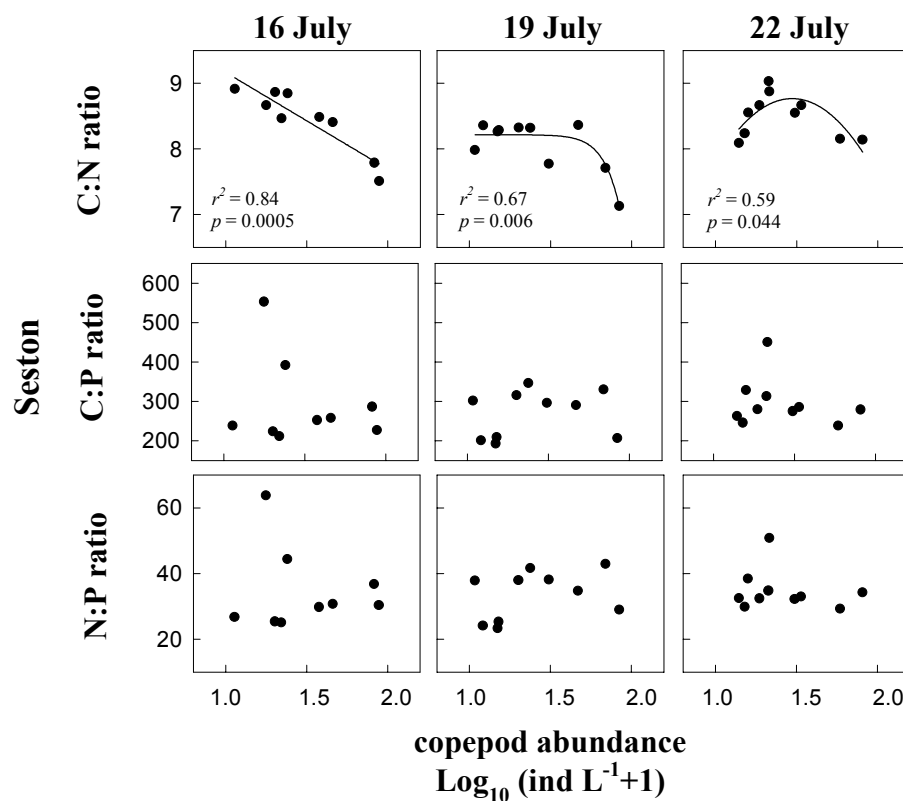 16 July 19 July 22 July
Seston
C:N ratio
9
8
7
r² = 0.84
p = 0.0005
r² = 0.67
p = 0.006
r² = 0.59
p = 0.044
C:P ratio
600
500
400
300
200
N:P ratio
60
40
20
1.0 1.5 2.0 1.0 1.5 2.0 1.0 1.5 2.0
copepod abundance
Log₁₀ (ind L⁻¹+1)